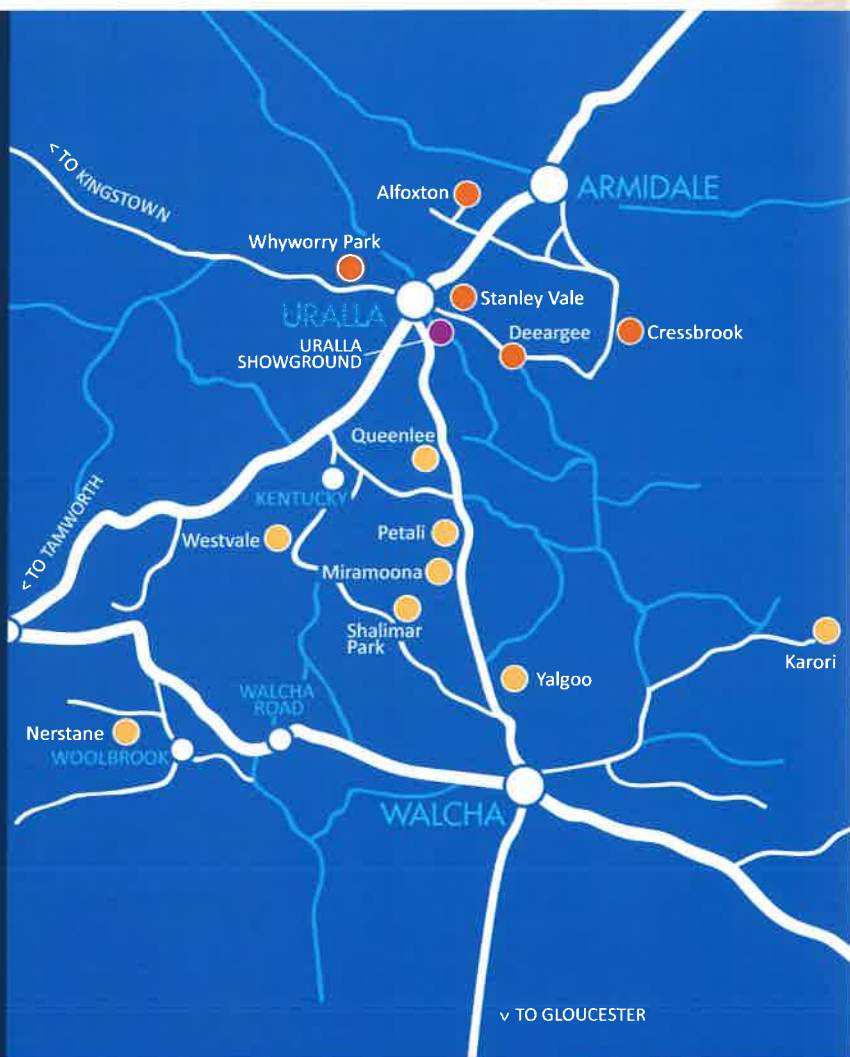 < TO KINGSTOWN
Alfoxton
ARMIDALE
Whyworry Park
Stanley Vale
URALLA
Deeargee
Cressbrook
URALLA
SHOWGROUND
Queenlee
KENTUCKY
< TO TAMWORTH
Westvale
Petali
Miramoona
Shalimar
Park
Karori
Yalgoo
WALCHA
ROAD
Nerstane
WOOLBROOK
WALCHA
< TO GLOUCESTER